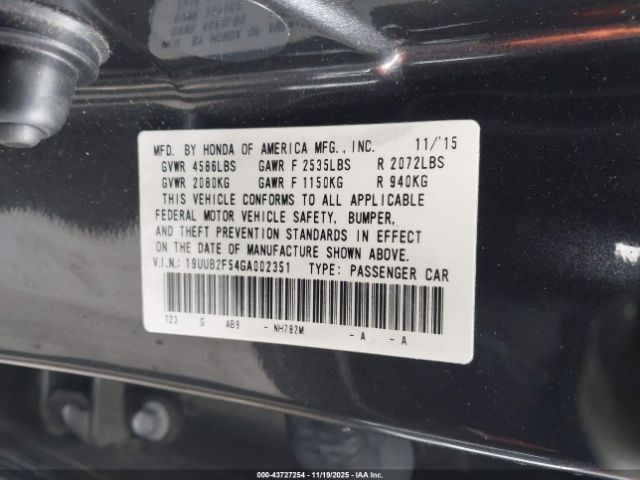 MFD. BY HONDA OF AMERICA MFG., INC. 11/'15
GVWR 4586LBS GAWR F 2535LBS R 2072LBS
GVWR 2080KG GAWR F 1150KG R 940KG
THIS VEHICLE CONFORMS TO ALL APPLICABLE
FEDERAL MOTOR VEHICLE SAFETY, BUMPER,
AND THEFT PREVENTION STANDARDS IN EFFECT
ON THE DATE OF MANUFACTURE SHOWN ABOVE.
V.I.N.: 19UUB2F54GA002351 TYPE: PASSENGER CAR
TZ3 G AB9 - NH782M - A - A
00-43727254 | 11/19/2025 | IAA Inc.